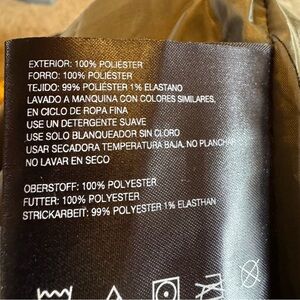 EXTERIOR: 100% POLIÉSTER
FORRO: 100% POLIÉSTER
TEJIDO: 99% POLIÉSTER 1% ELASTANO
LAVADO A MANQUINA CON COLORES SIMILARES,
EN CICLO DE ROPA FINA
USE UN DETERGENTE SUAVE
USE SOLO BLANQUEADOR SIN CLORO
USAR SECADORA TEMPERATURA BAJA, NO PLANCHAR
NO LAVAR EN SECO
OBERSTOFF: 100% POLYESTER
FUTTER: 100% POLYESTER
STRICKARBEIT: 99% POLYESTER 1% ELASTHAN